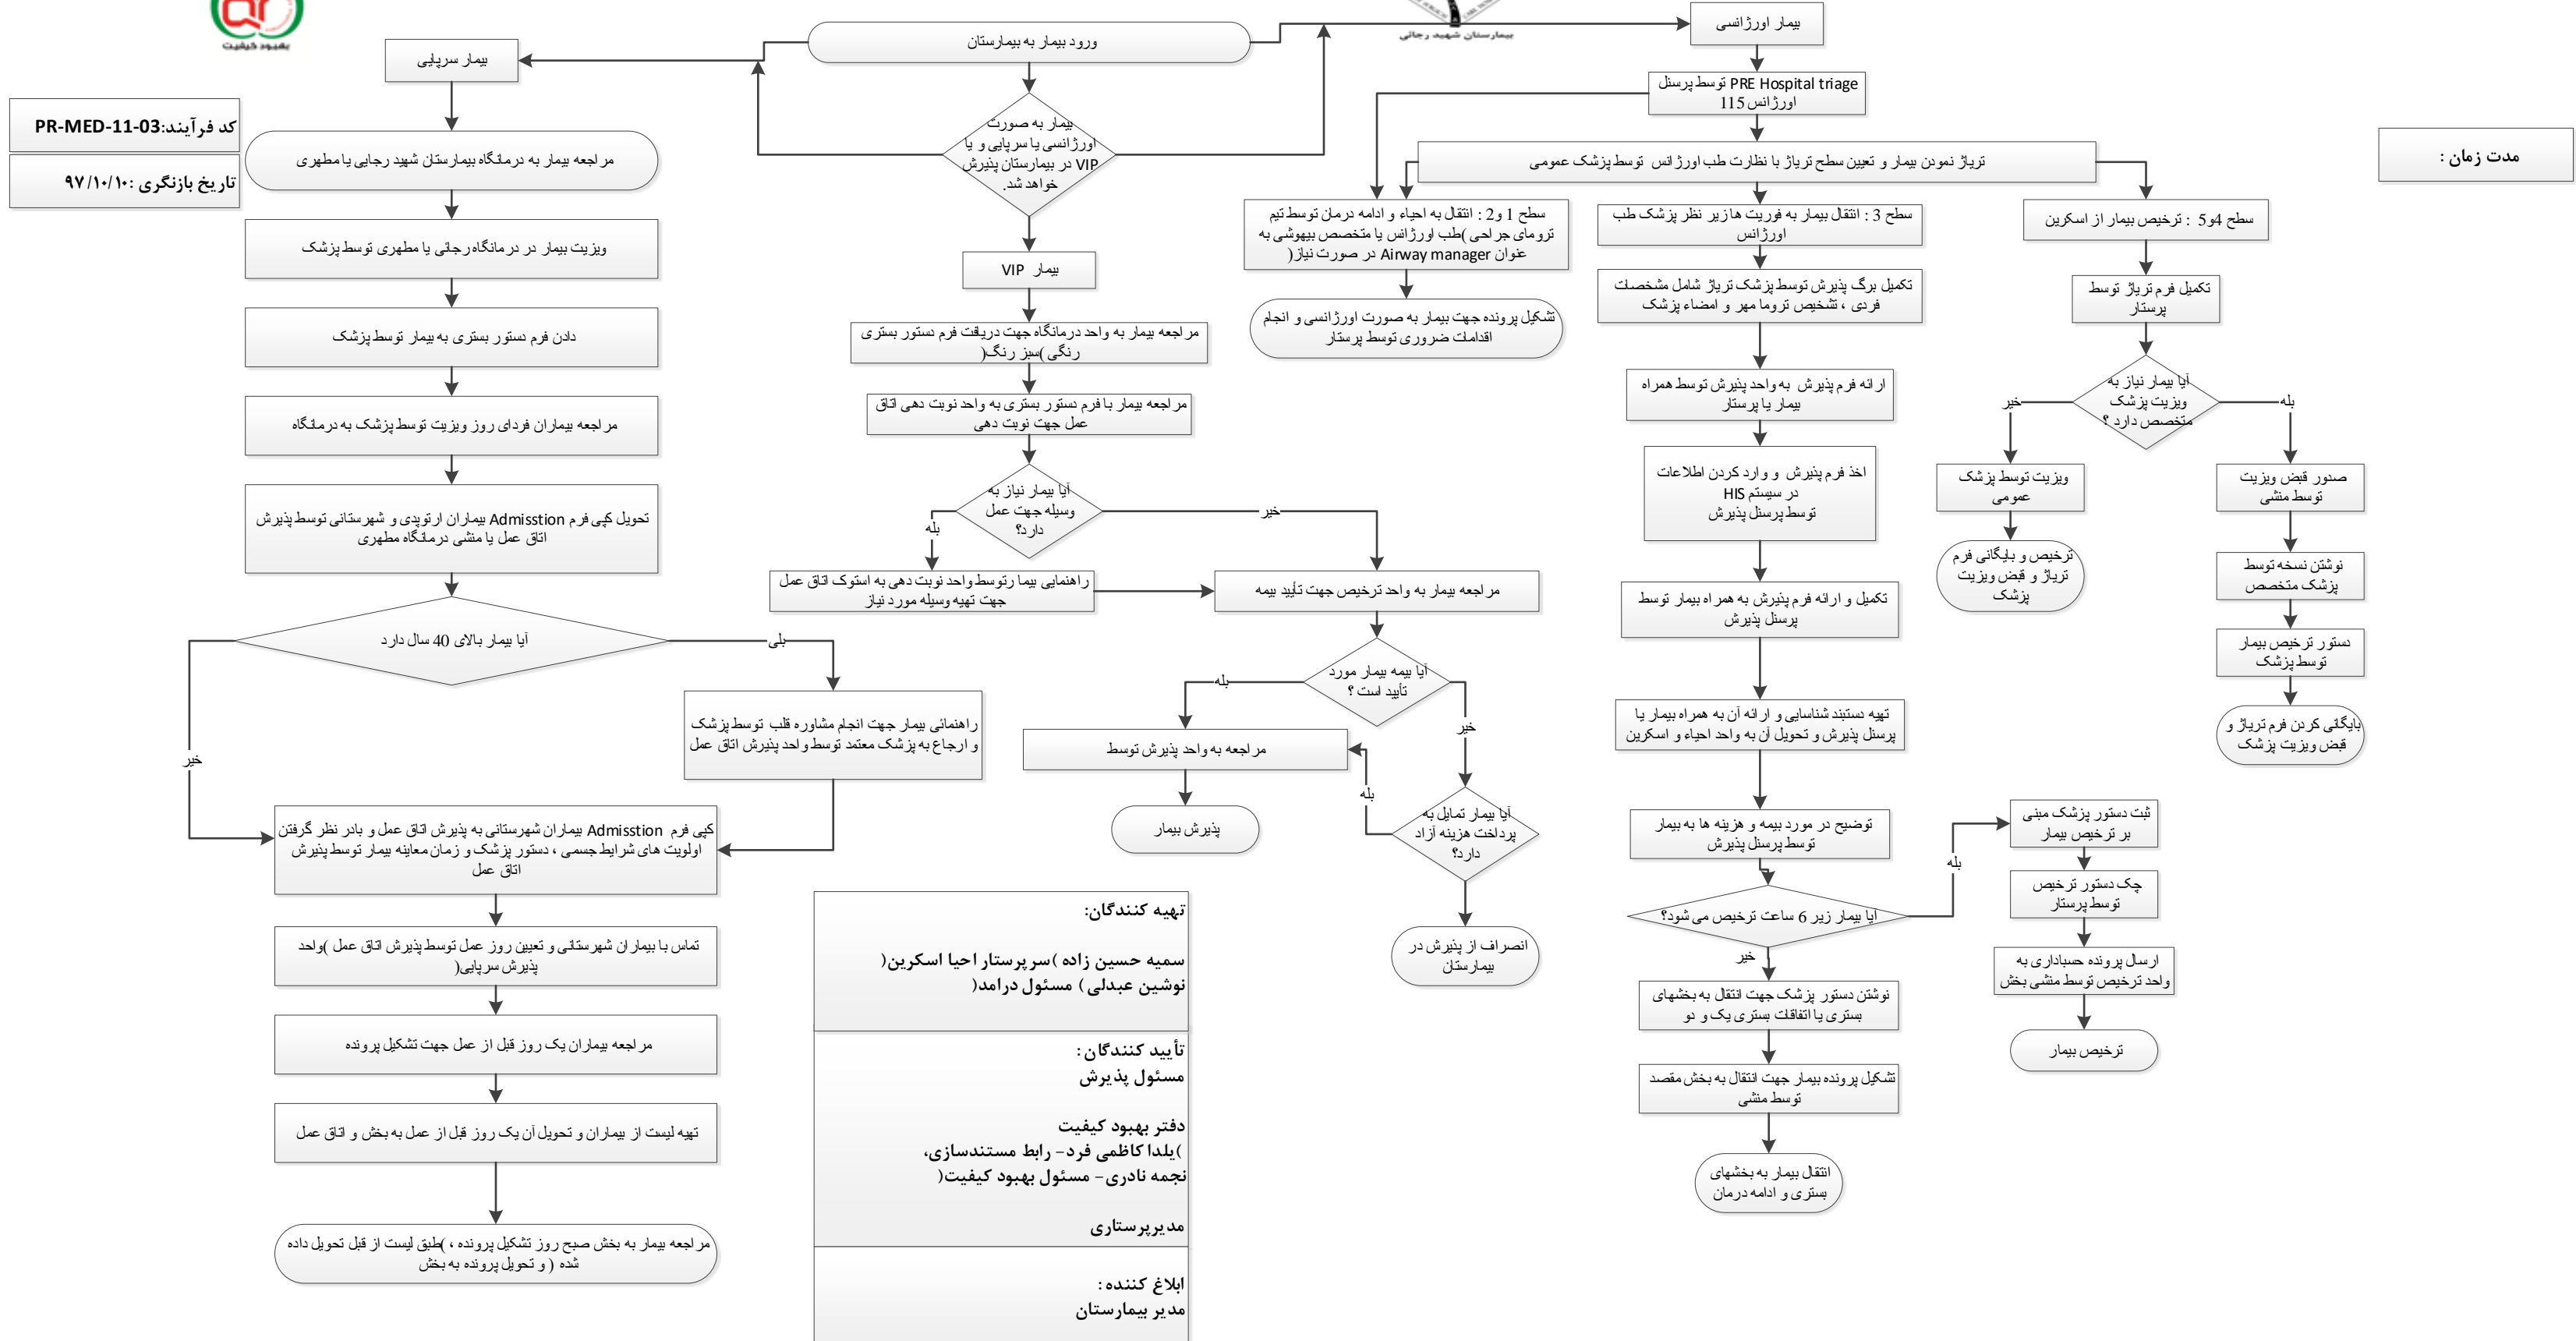 بهبود کیفیت
بیمارستان شهید رجائی
کد فرآیند:PR-MED-11-03
تاریخ بازنگری :۹۷/۱۰/۱۰
مدت زمان :
ورود بیمار به بیمارستان
بیمار به صورت
اورژانسی یا سرپایی و یا
VIP در بیمارستان پذیرش
خواهد شد.
بیمار اورژانسی
PRE Hospital triage توسط پرسنل
اورژانس 115
تریاژ نمودن بیمار و تعیین سطح تریاژ با نظارت طب اورژانس توسط پزشک عمومی
سطح 4و5 : ترخیص بیمار از اسکرین
تکمیل فرم تریاژ توسط
پرستار
آیا بیمار نیاز به
ویزیت پزشک
متخصص دارد ؟
بله
خیر
صدور قبض ویزیت
توسط منشی
نوشتن نسخه توسط
پزشک متخصص
دستور ترخیص بیمار
توسط پزشک
بایگانی کردن فرم تریاژ و
قبض ویزیت پزشک
ویزیت توسط پزشک
عمومی
ترخیص و بایگانی فرم
تریاژ و قبض ویزیت
پزشک
سطح 3 : انتقال بیمار به فوریت ها زیر نظر پزشک طب
اورژانس
تکمیل برگ پذیرش توسط پزشک تریاژ شامل مشخصات
فردی ، تشخیص تروما مهر و امضاء پزشک
ارائه فرم پذیرش به واحد پذیرش توسط همراه
بیمار یا پرستار
اخذ فرم پذیرش و وارد کردن اطلاعات
در سیستم HIS
توسط پرسنل پذیرش
تکمیل و ارائه فرم پذیرش به همراه بیمار توسط
پرسنل پذیرش
تهیه دستبند شناسایی و ارائه آن به همراه بیمار یا
پرسنل پذیرش و تحویل آن به واحد احیاء و اسکرین
توضیح در مورد بیمه و هزینه ها به بیمار
توسط پرسنل پذیرش
آیا بیمار زیر 6 ساعت ترخیص می شود؟
بله
خیر
ثبت دستور پزشک مبنی
بر ترخیص بیمار
چک دستور ترخیص
توسط پرستار
ارسال پرونده حسابداری به
واحد ترخیص توسط منشی بخش
ترخیص بیمار
نوشتن دستور پزشک جهت انتقال به بخشهای
بستری یا اتفاقات بستری یک و دو
تشکیل پرونده بیمار جهت انتقال به بخش مقصد
توسط منشی
انتقال بیمار به بخشهای
بستری و ادامه درمان
سطح 1 و2 : انتقال به احیاء و ادامه درمان توسط تیم
ترومای جراحی )طب اورژانس یا متخصص بیهوشی به
عنوان Airway manager در صورت نیاز(
تشکیل پرونده جهت بیمار به صورت اورژانسی و انجام
اقدامات ضروری توسط پرستار
بیمار VIP
مراجعه بیمار به واحد درمانگاه جهت دریافت فرم دستور بستری
رنگی )سبز رنگ(
مراجعه بیمار با فرم دستور بستری به واحد نوبت دهی اتاق
عمل جهت نوبت دهی
آیا بیمار نیاز به
وسیله جهت عمل
دارد؟
بله
خیر
راهنمایی بیما رتوسط واحد نوبت دهی به استوک اتاق عمل
جهت تهیه وسیله مورد نیاز
مراجعه بیمار به واحد ترخیص جهت تأیید بیمه
آیا بیمه بیمار مورد
تأیید است ؟
بله
خیر
مراجعه به واحد پذیرش توسط
پذیرش بیمار
آیا بیمار تمایل به
پرداخت هزینه آزاد
دارد؟
بله
انصراف از پذیرش در
بیمارستان
بیمار سرپایی
مراجعه بیمار به درمانگاه بیمارستان شهید رجایی یا مطهری
ویزیت بیمار در درمانگاه رجائی یا مطهری توسط پزشک
دادن فرم دستور بستری به بیمار توسط پزشک
مراجعه بیماران فردای روز ویزیت توسط پزشک به درمانگاه
تحویل کپی فرم Admisstion بیماران ارتوپدی و شهرستانی توسط پذیرش
اتاق عمل یا منشی درمانگاه مطهری
آیا بیمار بالای 40 سال دارد
بلی
خیر
راهنمائی بیمار جهت انجام مشاوره قلب توسط پزشک
و ارجاع به پزشک معتمد توسط واحد پذیرش اتاق عمل
کپی فرم Admisstion بیماران شهرستانی به پذیرش اتاق عمل و بادر نظر گرفتن
اولویت های شرایط جسمی ، دستور پزشک و زمان معاینه بیمار توسط پذیرش
اتاق عمل
تماس با بیماران شهرستانی و تعیین روز عمل توسط پذیرش اتاق عمل )واحد
پذیرش سرپایی(
مراجعه بیماران یک روز قبل از عمل جهت تشکیل پرونده
تهیه لیست از بیماران و تحویل آن یک روز قبل از عمل به بخش و اتاق عمل
مراجعه بیمار به بخش صبح روز تشکیل پرونده ، )طبق لیست از قبل تحویل داده
شده ( و تحویل پرونده به بخش
تهیه کنندگان:
سمیه حسین زاده )سرپرستار احیا اسکرین(
نوشین عبدلی) مسئول درامد(
تأیید کنندگان:
مسئول پذیرش
دفتر بهبود کیفیت
)یلدا کاظمی فرد- رابط مستندسازی،
نجمه نادری- مسئول بهبود کیفیت(
مدیرپرستاری
ابلاغ کننده :
مدیر بیمارستان